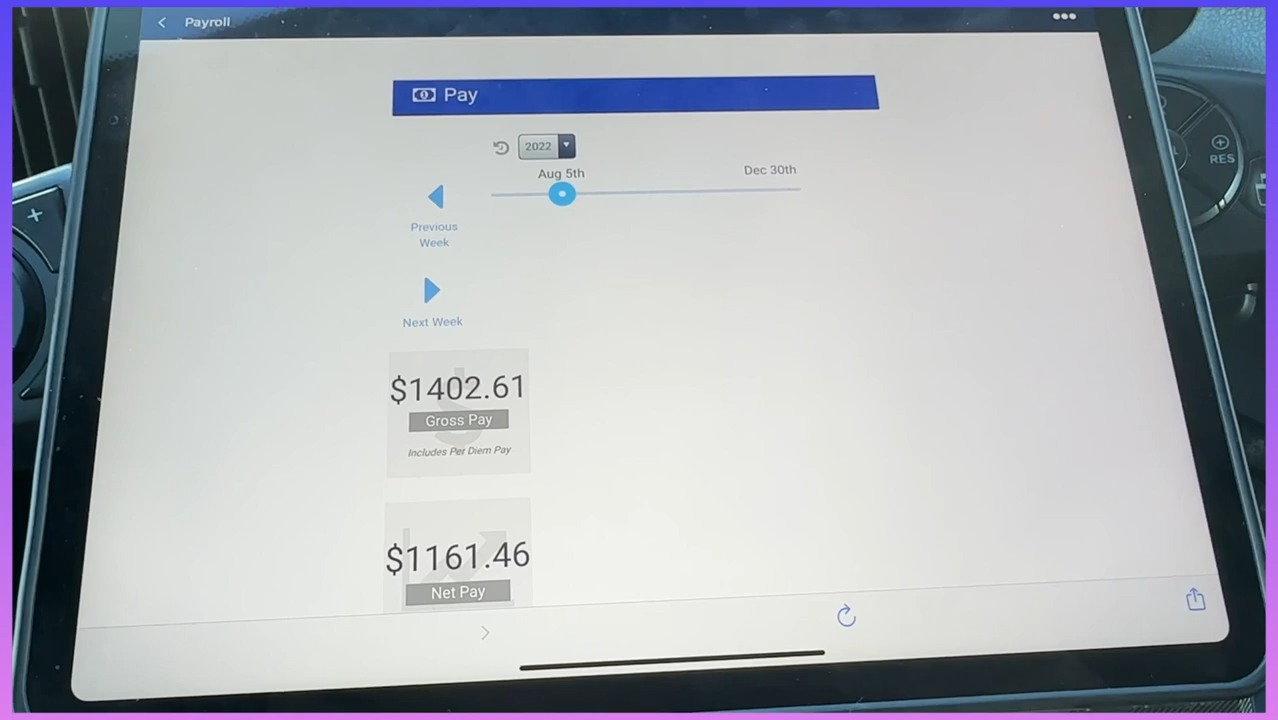 Payroll
Pay
2022
Aug 5th
Dec 30th
Previous
Week
Next Week
$1402.61
Gross Pay
Includes Per Diem Pay
$1161.46
Net Pay
+
RES